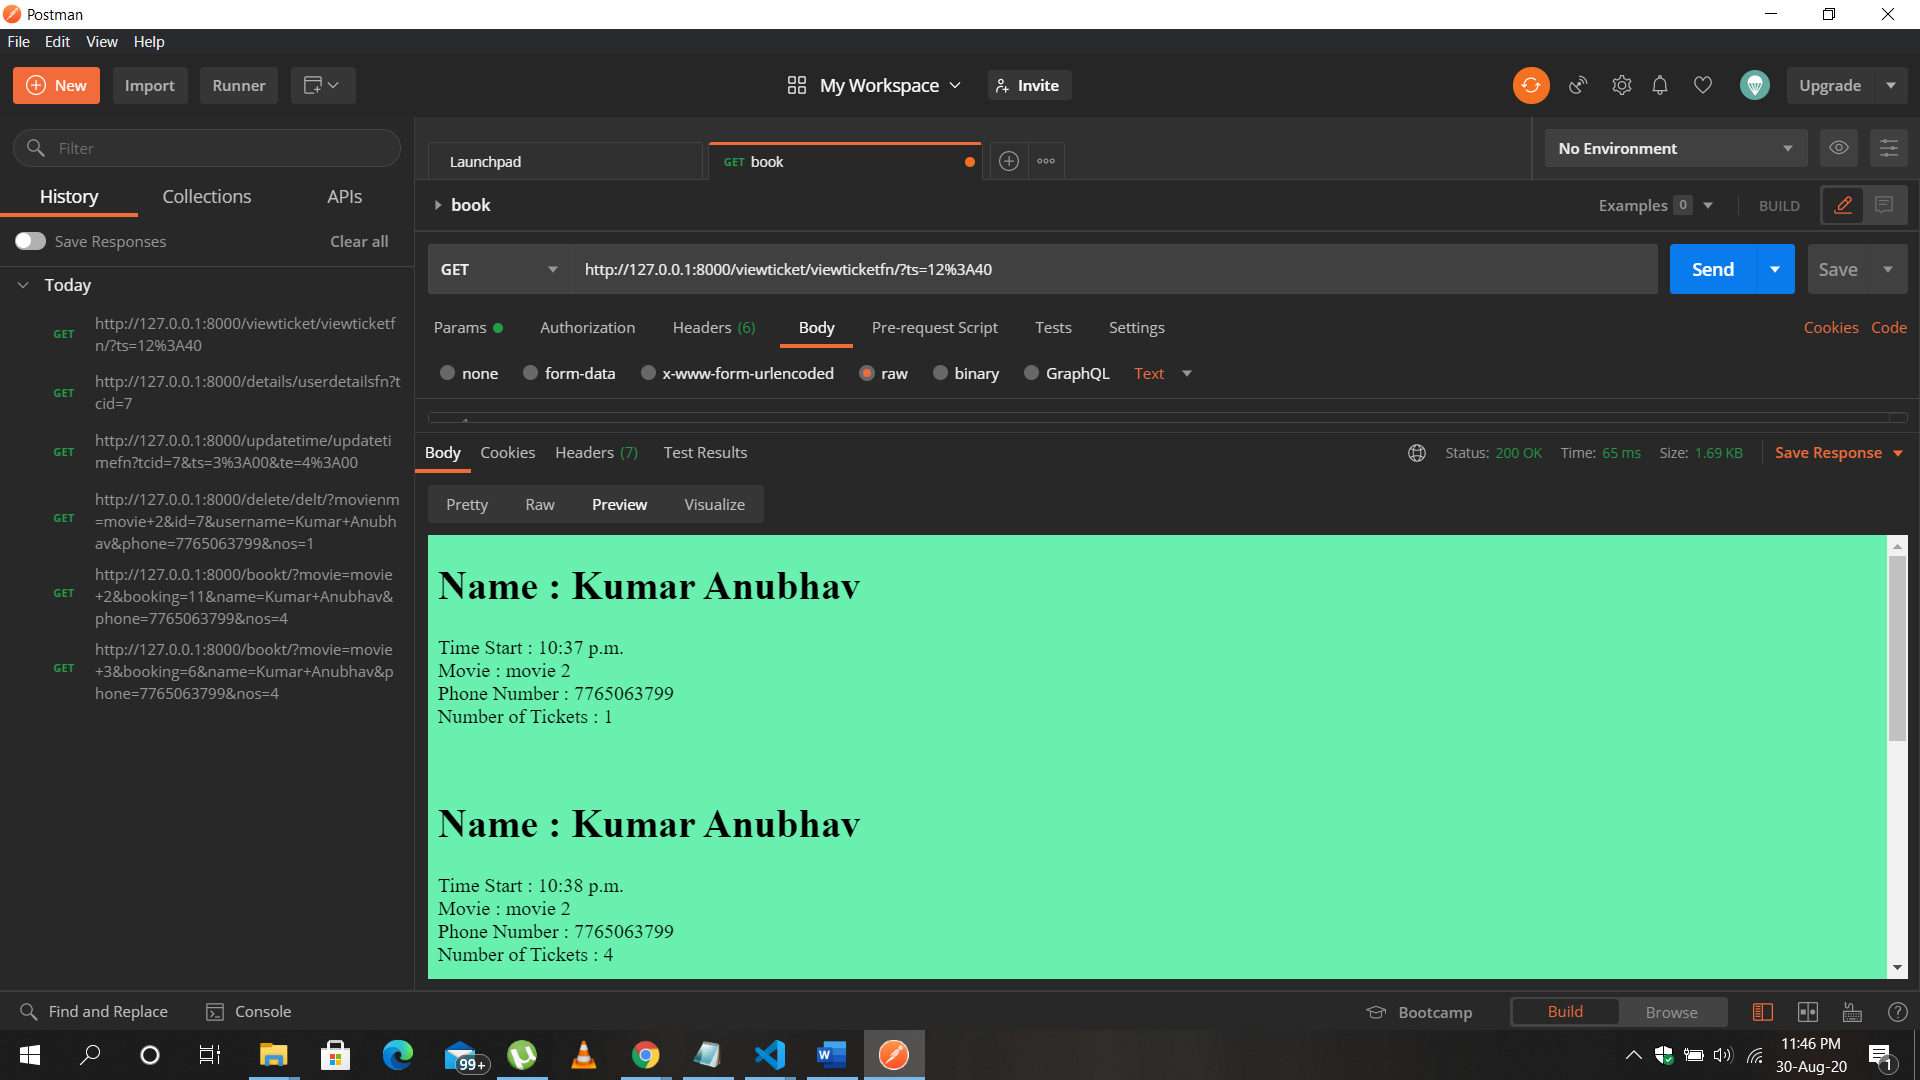 Postman
File Edit View Help
New Import Runner My Workspace Invite Upgrade
Filter
History Collections APIs
Save Responses Clear all
Today
GET http://127.0.0.1:8000/viewticket/viewticketf
n/?ts=12%3A40
GET http://127.0.0.1:8000/details/userdetailsfn?t
cid=7
GET http://127.0.0.1:8000/updatetime/updateti
mefn?tcid=7&ts=3%3A00&te=4%3A00
GET http://127.0.0.1:8000/delete/delt/?movienm
=movie+2&id=7&username=Kumar+Anubh
av&phone=7765063799&nos=1
GET http://127.0.0.1:8000/bookt/?movie=movie
+2&booking=11&name=Kumar+Anubhav&
phone=7765063799&nos=4
GET http://127.0.0.1:8000/bookt/?movie=movie
+3&booking=6&name=Kumar+Anubhav&p
hone=7765063799&nos=4
Launchpad GET book
No Environment
book
Examples 0 BUILD
GET http://127.0.0.1:8000/viewticket/viewticketfn/?ts=12%3A40 Send Save
Params Authorization Headers (6) Body Pre-request Script Tests Settings Cookies Code
none form-data x-www-form-urlencoded raw binary GraphQL Text
Body Cookies Headers (7) Test Results Status: 200 OK Time: 65 ms Size: 1.69 KB Save Response
Pretty Raw Preview Visualize
Name : Kumar Anubhav
Time Start : 10:37 p.m.
Movie : movie 2
Phone Number : 7765063799
Number of Tickets : 1
Name : Kumar Anubhav
Time Start : 10:38 p.m.
Movie : movie 2
Phone Number : 7765063799
Number of Tickets : 4
Find and Replace Console Bootcamp Build Browse
99+
11:46 PM
30-Aug-20
1